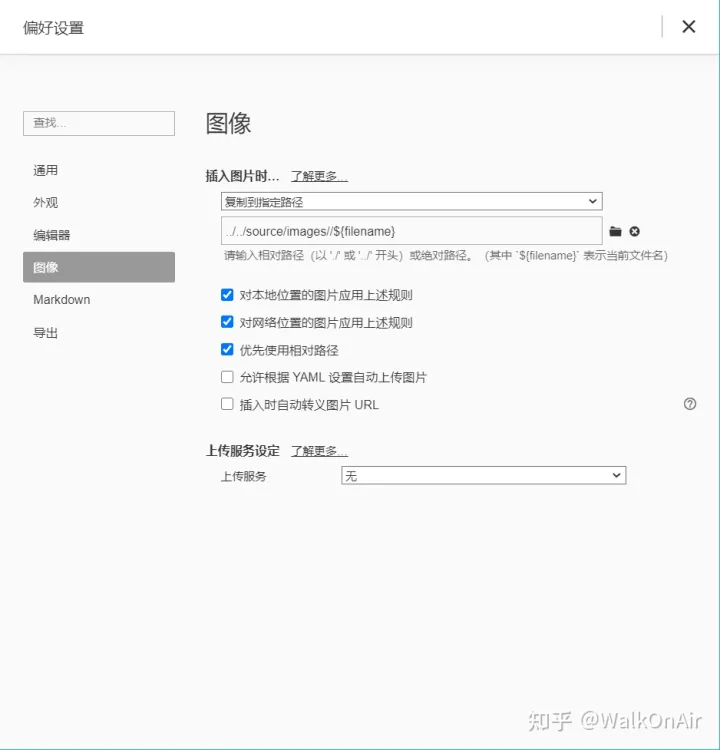 偏好设置
查找...
图像
通用
外观
编辑器
图像
Markdown
导出
插入图片时... 了解更多...
复制到指定路径
../../source/images//${filename}
请输入相对路径（以 './' 或 '../' 开头）或绝对路径。（其中 `${filename}` 表示当前文件名）
对本地位置的图片应用上述规则
对网络位置的图片应用上述规则
优先使用相对路径
允许根据 YAML 设置自动上传图片
插入时自动转义图片 URL
上传服务设定 了解更多...
上传服务 无
知乎 @WalkOnAir